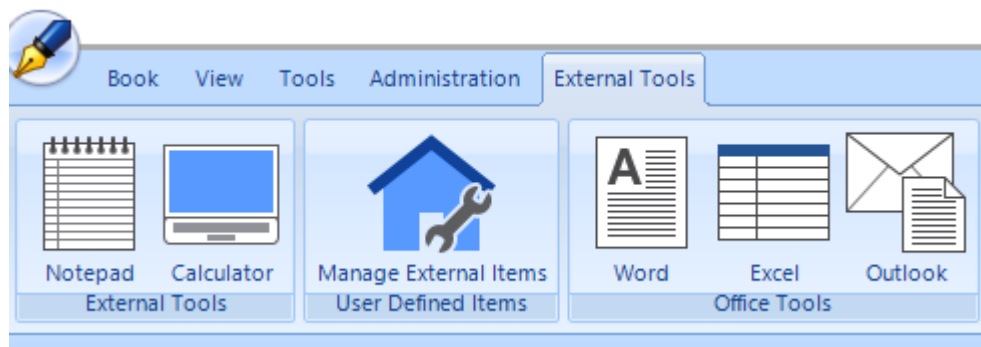 Book View Tools Administration External Tools
Notepad Calculator Manage External Items Word Excel Outlook
External Tools User Defined Items Office Tools